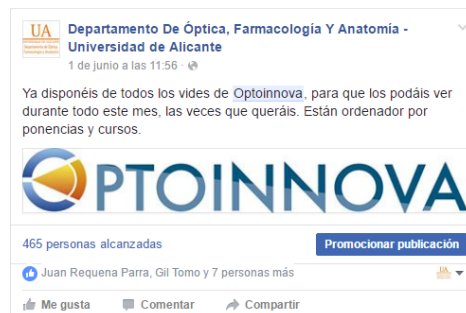 UA
Departamento De Óptica, Farmacología Y Anatomía -
Universidad de Alicante
1 de junio a las 11:56 ·
Ya disponéis de todos los vides de Optoinnova, para que los podáis ver
durante todo este mes, las veces que queráis. Están ordenador por
ponencias y cursos.
OPTOINNOVA
465 personas alcanzadas
Promocionar publicación
Juan Requena Parra, Gil Tomo y 7 personas más
UA
Me gusta
Comentar
Compartir